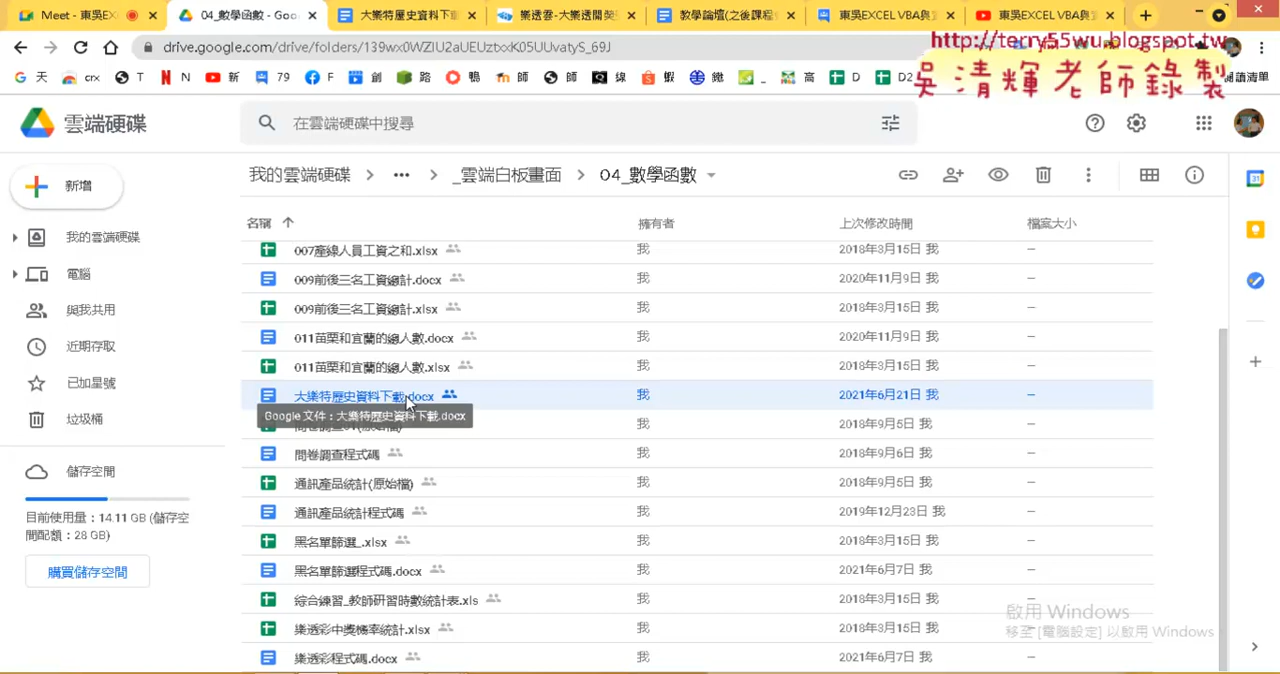 Meet - 東吳EX
04_數學函數 - Goo
大樂特歷史資料下載
樂透雲-大樂透開獎
教學論壇(之後課程
東吳EXCEL VBA與
東吳EXCEL VBA與
drive.google.com/drive/folders/139wx0WZIU2aUEUztxxK05UUvatyS_69J
http://terry55wu.blogspot.tw
吳清輝老師錄製
天 crx T N 新 79 F 創 路 鴨 師 師 線 蝦 高 D D2 閱讀清單
雲端硬碟
在雲端硬碟中搜尋
新增
我的雲端硬碟
電腦
與我共用
近期存取
已加星號
垃圾桶
儲存空間
目前使用量：14.11 GB (儲存空
間配額：28 GB)
購買儲存空間
我的雲端硬碟 > ••• > _雲端白板畫面 > 04_數學函數
名稱 擁有者 上次修改時間 檔案大小
007產線人員工資之和.xlsx 我 2018年3月15日 我 —
009前後三名工資總計.docx 我 2020年11月9日 我 —
009前後三名工資總計.xlsx 我 2018年3月15日 我 —
011苗栗和宜蘭的總人數.docx 我 2020年11月9日 我 —
011苗栗和宜蘭的總人數.xlsx 我 2018年3月15日 我 —
大樂特歷史資料下載.docx 我 2021年6月21日 我 —
Google 文件：大樂特歷史資料下載.docx
我 2018年9月5日 我 —
問卷調查程式碼 我 2018年9月6日 我 —
通訊產品統計(原始檔) 我 2018年9月5日 我 —
通訊產品統計程式碼 我 2019年12月23日 我 —
黑名單篩選_.xlsx 我 2018年3月15日 我 —
黑名單篩選程式碼.docx 我 2021年6月7日 我 —
綜合練習_教師研習時數統計表.xls 我 2018年3月15日 我 —
樂透彩中獎機率統計.xlsx 我 2018年3月15日 我 —
樂透彩程式碼.docx 我 2021年6月7日 我 —
啟用 Windows
移至 [電腦設定] 以啟用 Windows